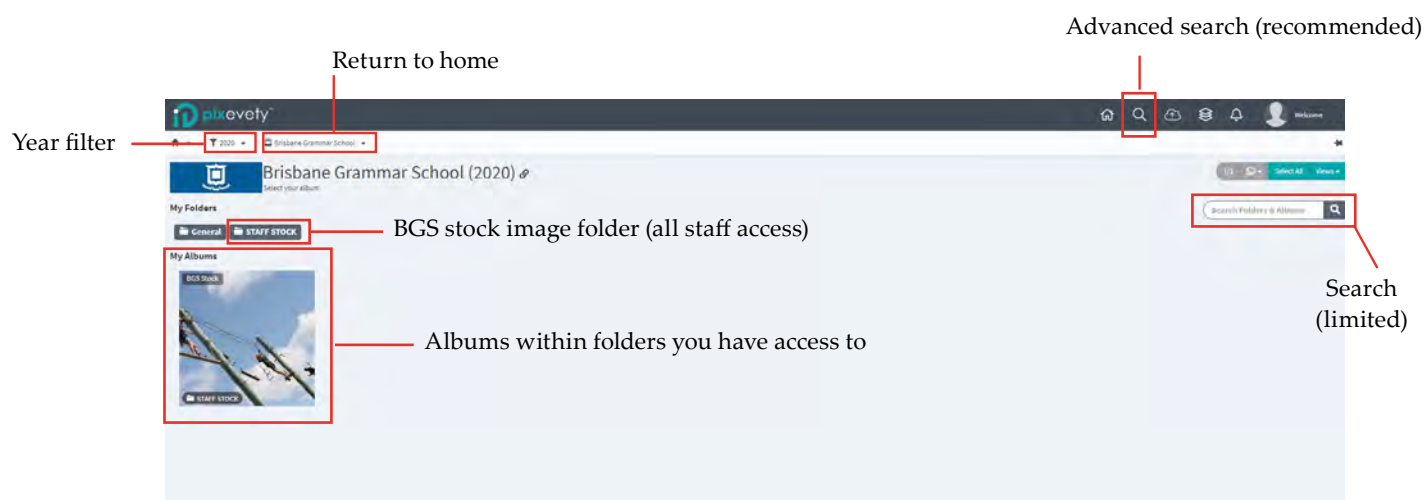 Advanced search (recommended)
Return to home
pixevety
Welcome
Year filter
2020
Brisbane Grammar School
Brisbane Grammar School (2020)
Select your album
1/1
Select All
Views
My Folders
Search Folders & Albums
General
STAFF STOCK
BGS stock image folder (all staff access)
My Albums
BGS Stock
Search
(limited)
Albums within folders you have access to
STAFF STOCK